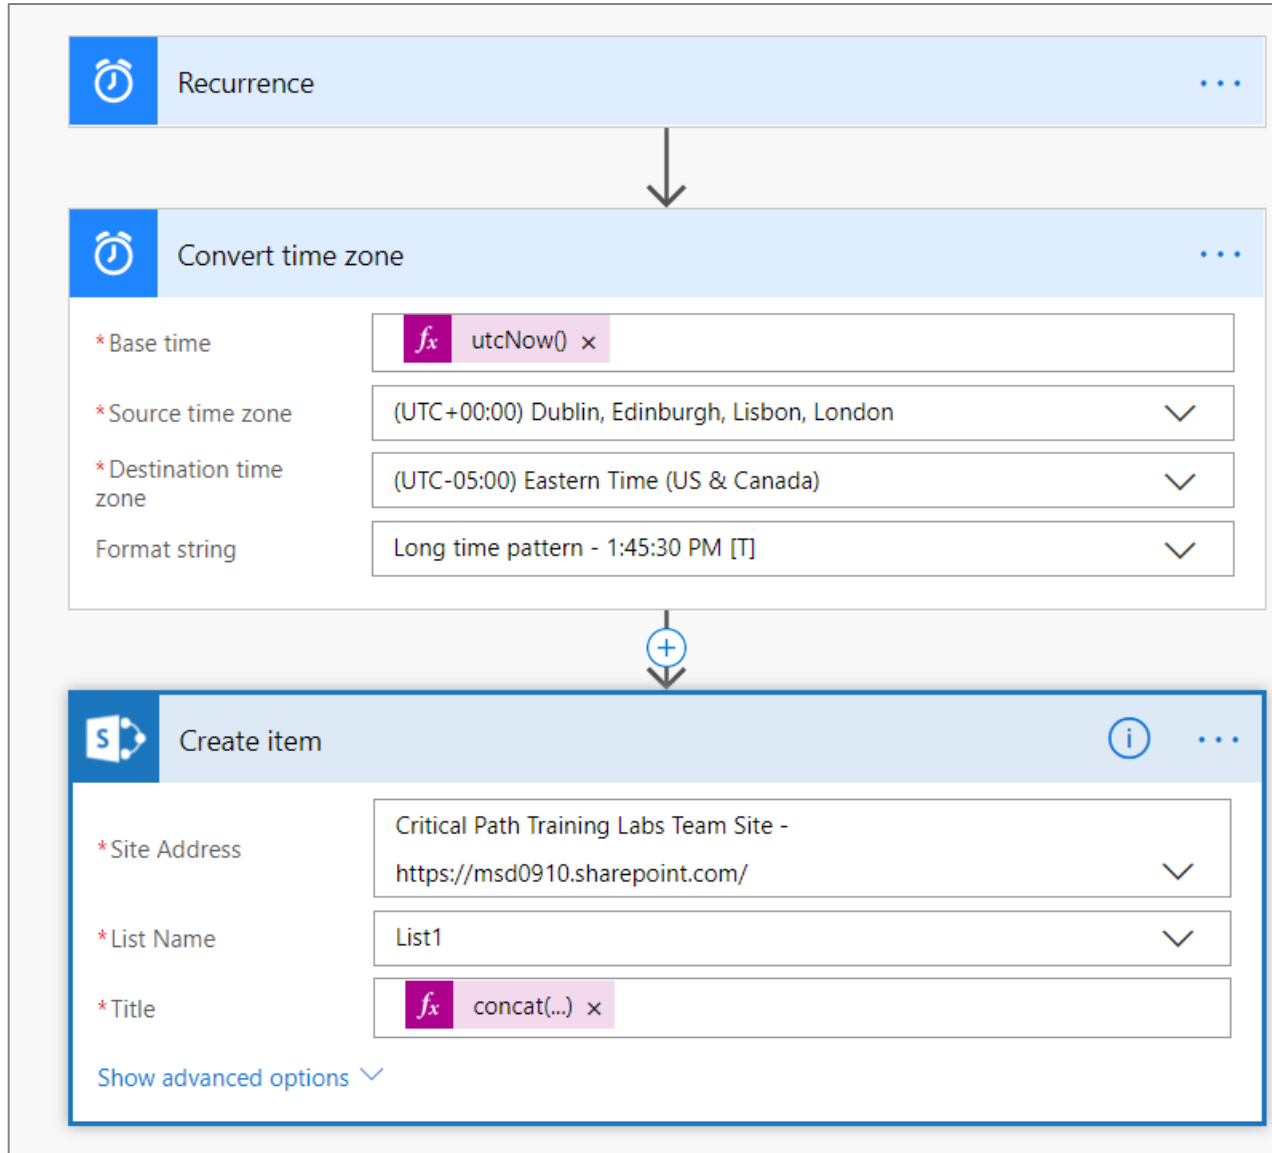 Recurrence
Convert time zone
* Base time
fx utcNow() ×
* Source time zone
(UTC+00:00) Dublin, Edinburgh, Lisbon, London
* Destination time
zone
(UTC-05:00) Eastern Time (US & Canada)
Format string
Long time pattern - 1:45:30 PM [T]
S
Create item
i
* Site Address
Critical Path Training Labs Team Site -
https://msd0910.sharepoint.com/
* List Name
List1
* Title
fx concat(...) ×
Show advanced options